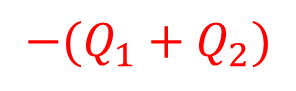 −(Q₁ + Q₂)